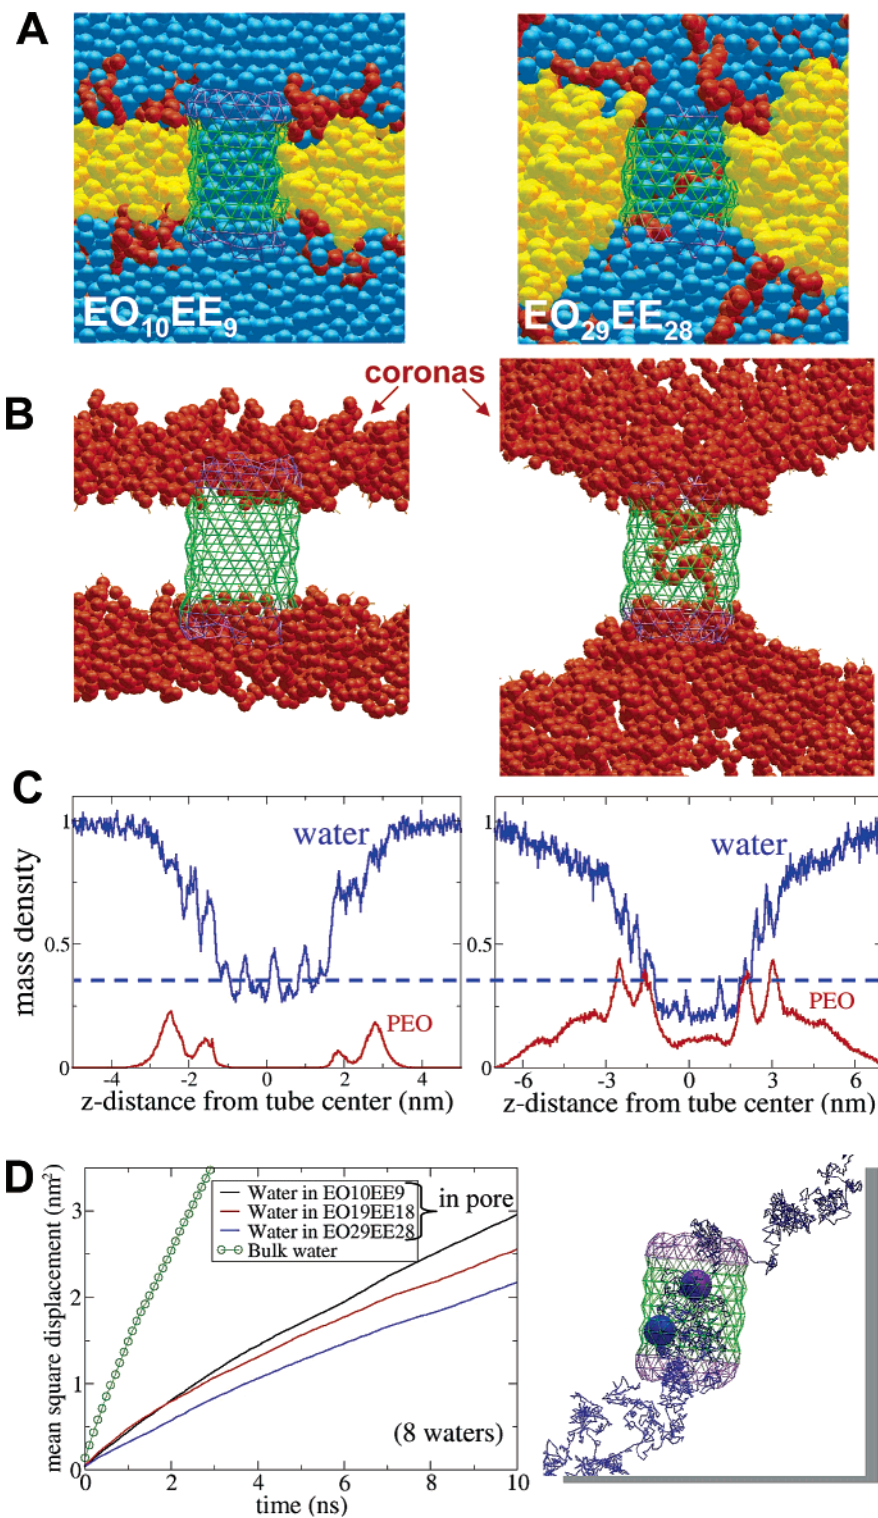 A
EO10EE9
EO29EE28
coronas
B
C
mass density
1
0.5
0
water
PEO
-4
-2
0
2
4
z-distance from tube center (nm)
1
0.5
0
water
PEO
-6
-3
0
3
6
z-distance from tube center (nm)
D
mean square displacement (nm²)
3
2
1
0
Water in EO10EE9
Water in EO19EE18
Water in EO29EE28
Bulk water
in pore
(8 waters)
0
2
4
6
8
10
time (ns)